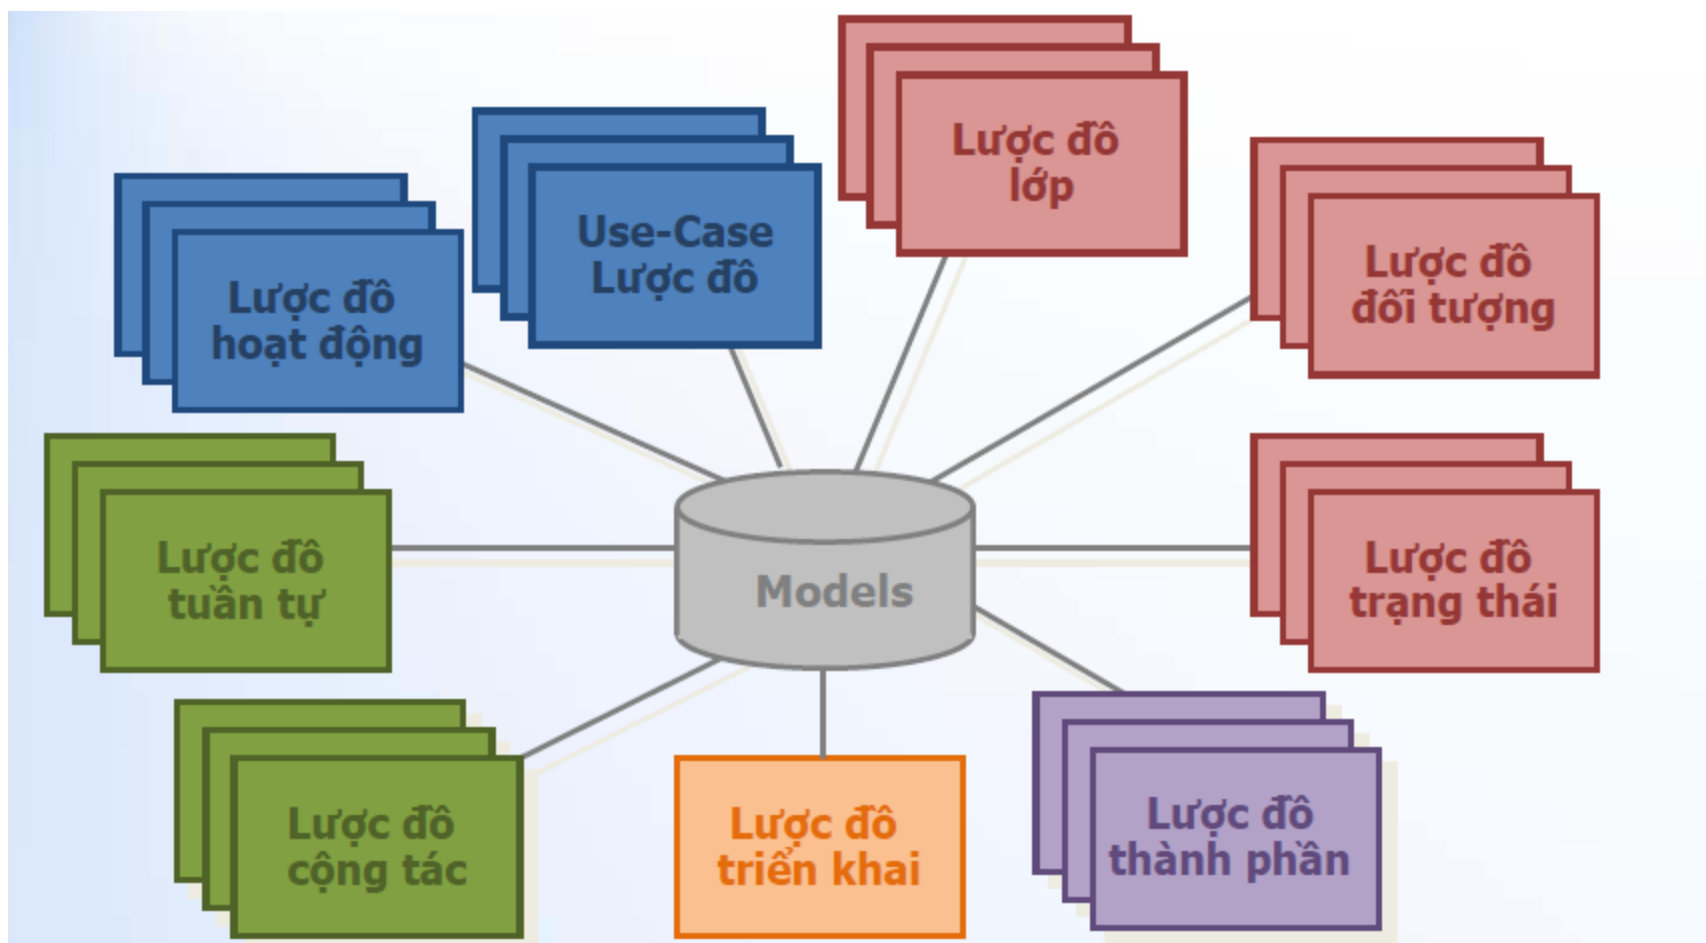 Lược đồ
lớp
Use-Case
Lược đồ
Lược đồ
đối tượng
Lược đồ
hoạt động
Lược đồ
tuần tự
Models
Lược đồ
trạng thái
Lược đồ
cộng tác
Lược đồ
triển khai
Lược đồ
thành phần